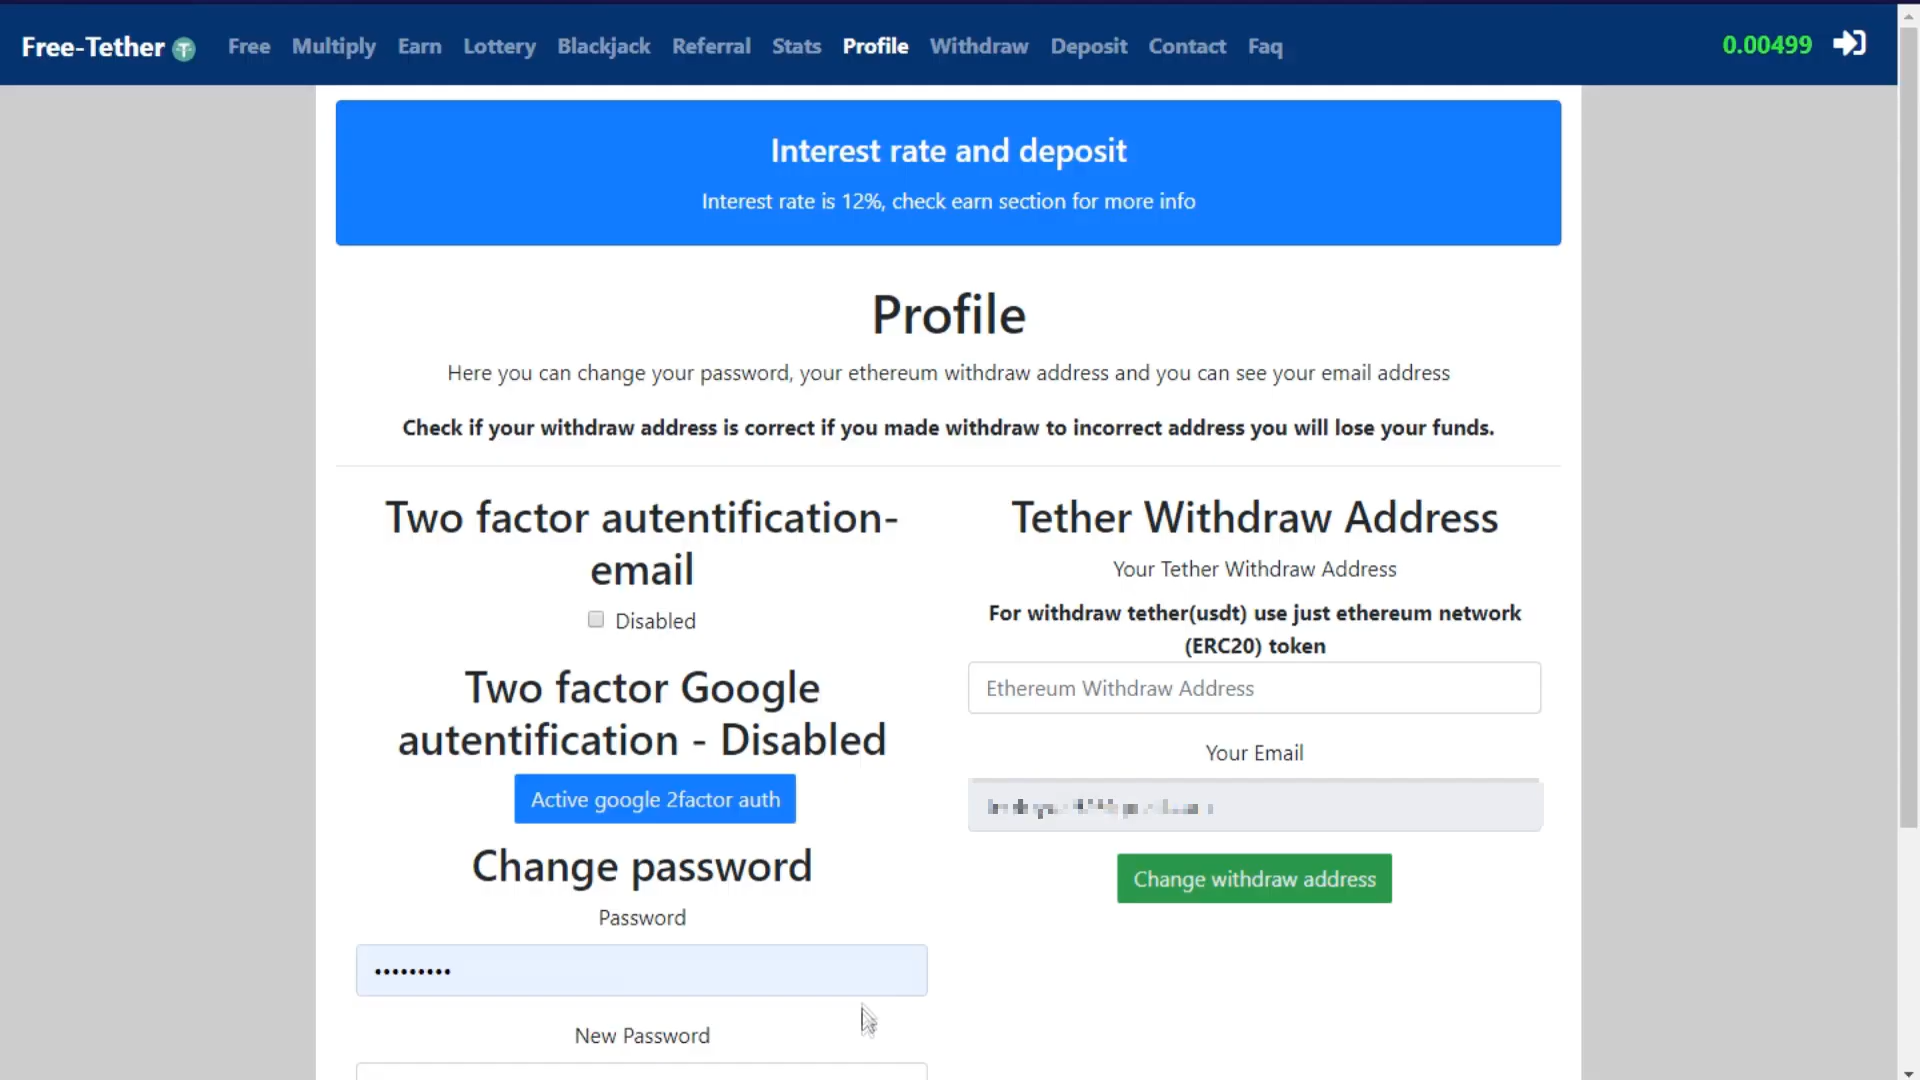 Free-Tether
Free Multiply Earn Lottery Blackjack Referral Stats Profile Withdraw Deposit Contact Faq
0.00499
Interest rate and deposit
Interest rate is 12%, check earn section for more info
Profile
Here you can change your password, your ethereum withdraw address and you can see your email address
Check if your withdraw address is correct if you made withdraw to incorrect address you will lose your funds.
Two factor autentification-
email
Disabled
Two factor Google
autentification - Disabled
Active google 2factor auth
Change password
Password
•••••••••
New Password
Tether Withdraw Address
Your Tether Withdraw Address
For withdraw tether(usdt) use just ethereum network
(ERC20) token
Ethereum Withdraw Address
Your Email
Change withdraw address